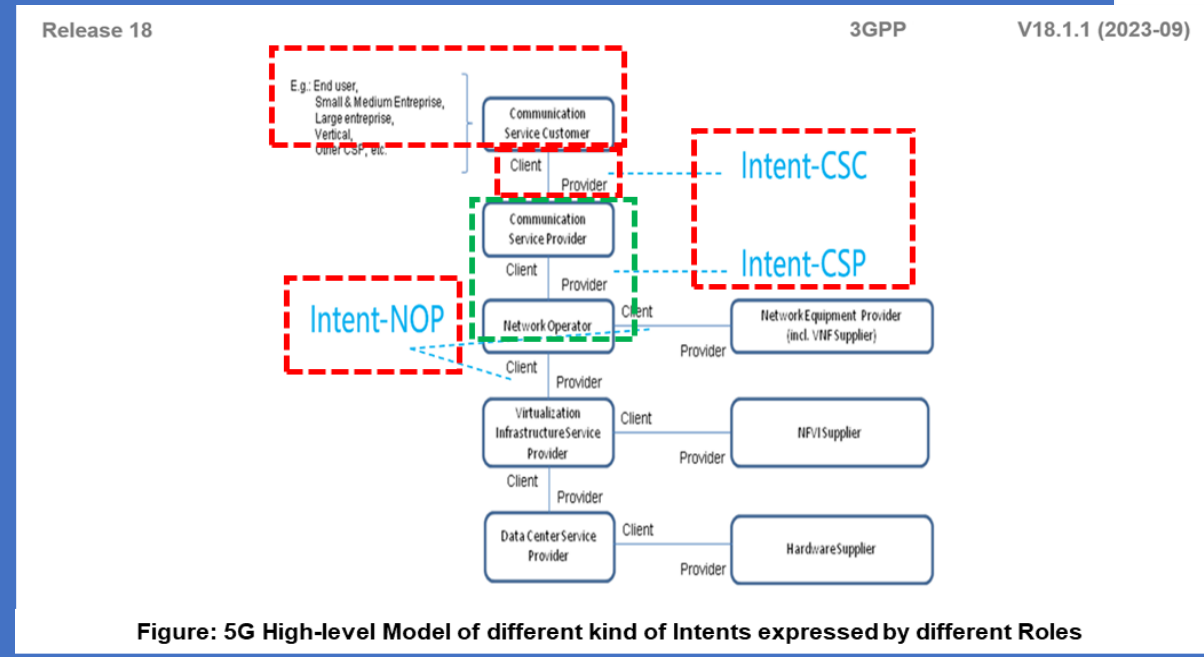 Release 18
3GPP
V18.1.1 (2023-09)
E.g.: End user,
Small & Medium Entreprise,
Large entreprise,
Vertical,
Other CSP, etc.
Communication
Service Customer
Client
Provider
Intent-CSC
Communication
Service Provider
Client
Provider
Intent-CSP
Intent-NOP
Network Operator
Client
Provider
Network Equipment Provider
(incl. VNF Supplier)
Client
Provider
Virtualization
Infrastructure Service
Provider
Client
Provider
NFVI Supplier
Client
Provider
Data Center Service
Provider
Client
Provider
Hardware Supplier
Figure: 5G High-level Model of different kind of Intents expressed by different Roles